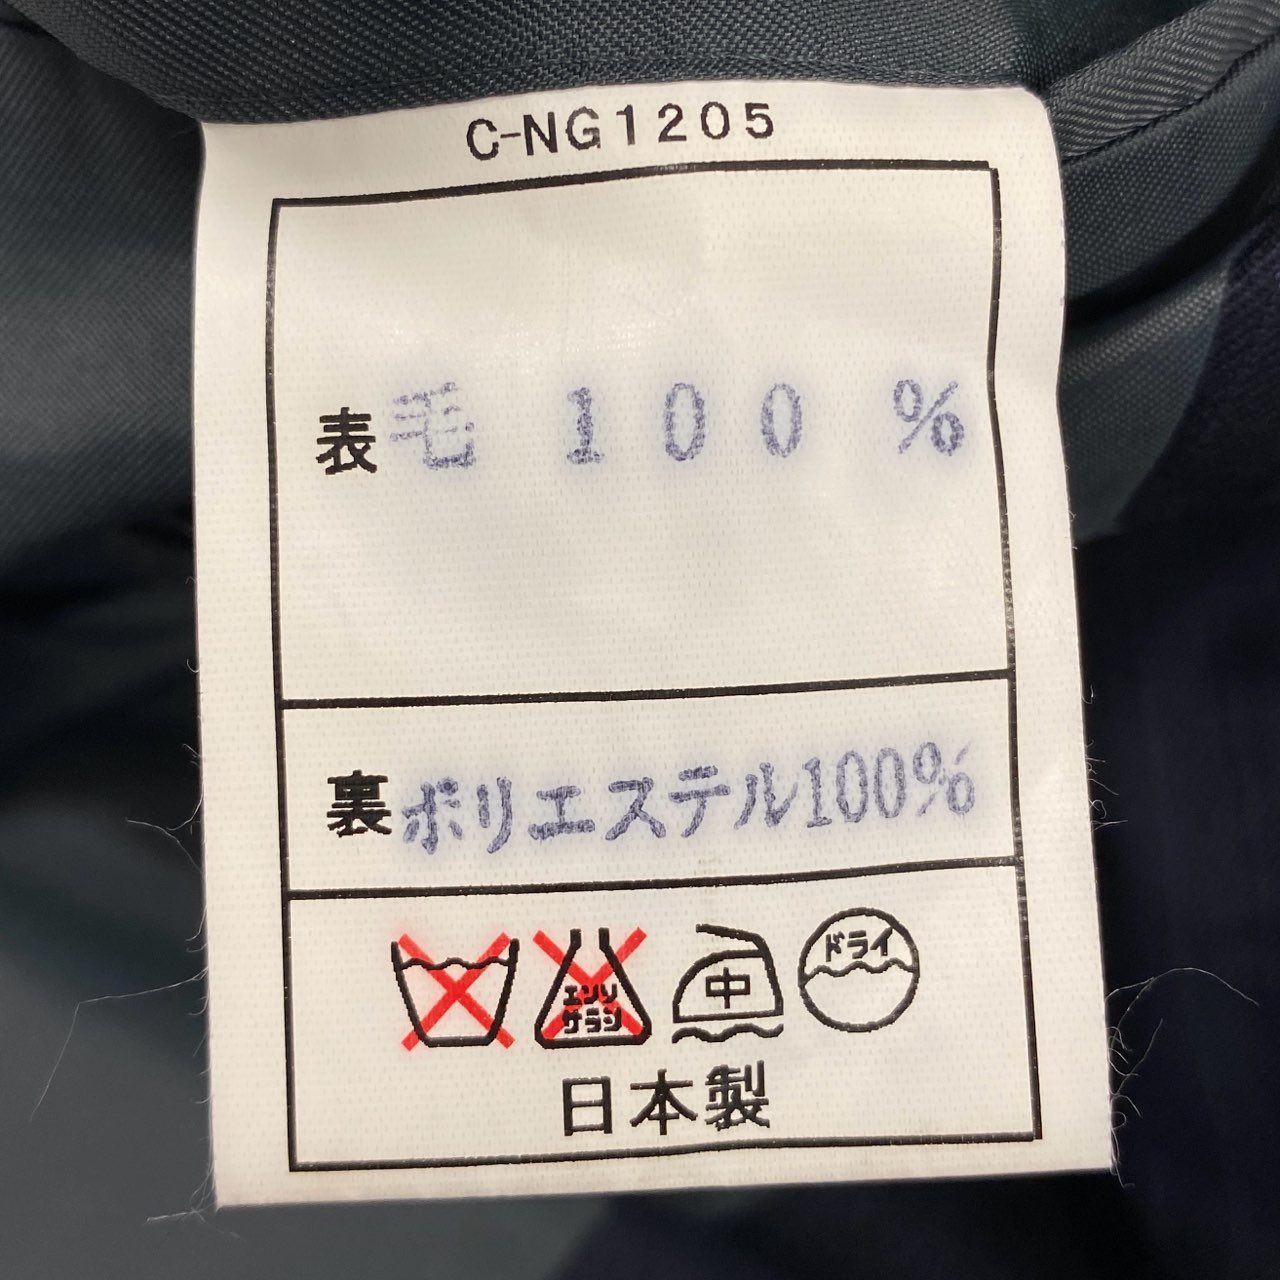 C-NG1205
表 毛 100 %
裏 ポリエステル100%
エンソ
サラシ
中
ドライ
日本製